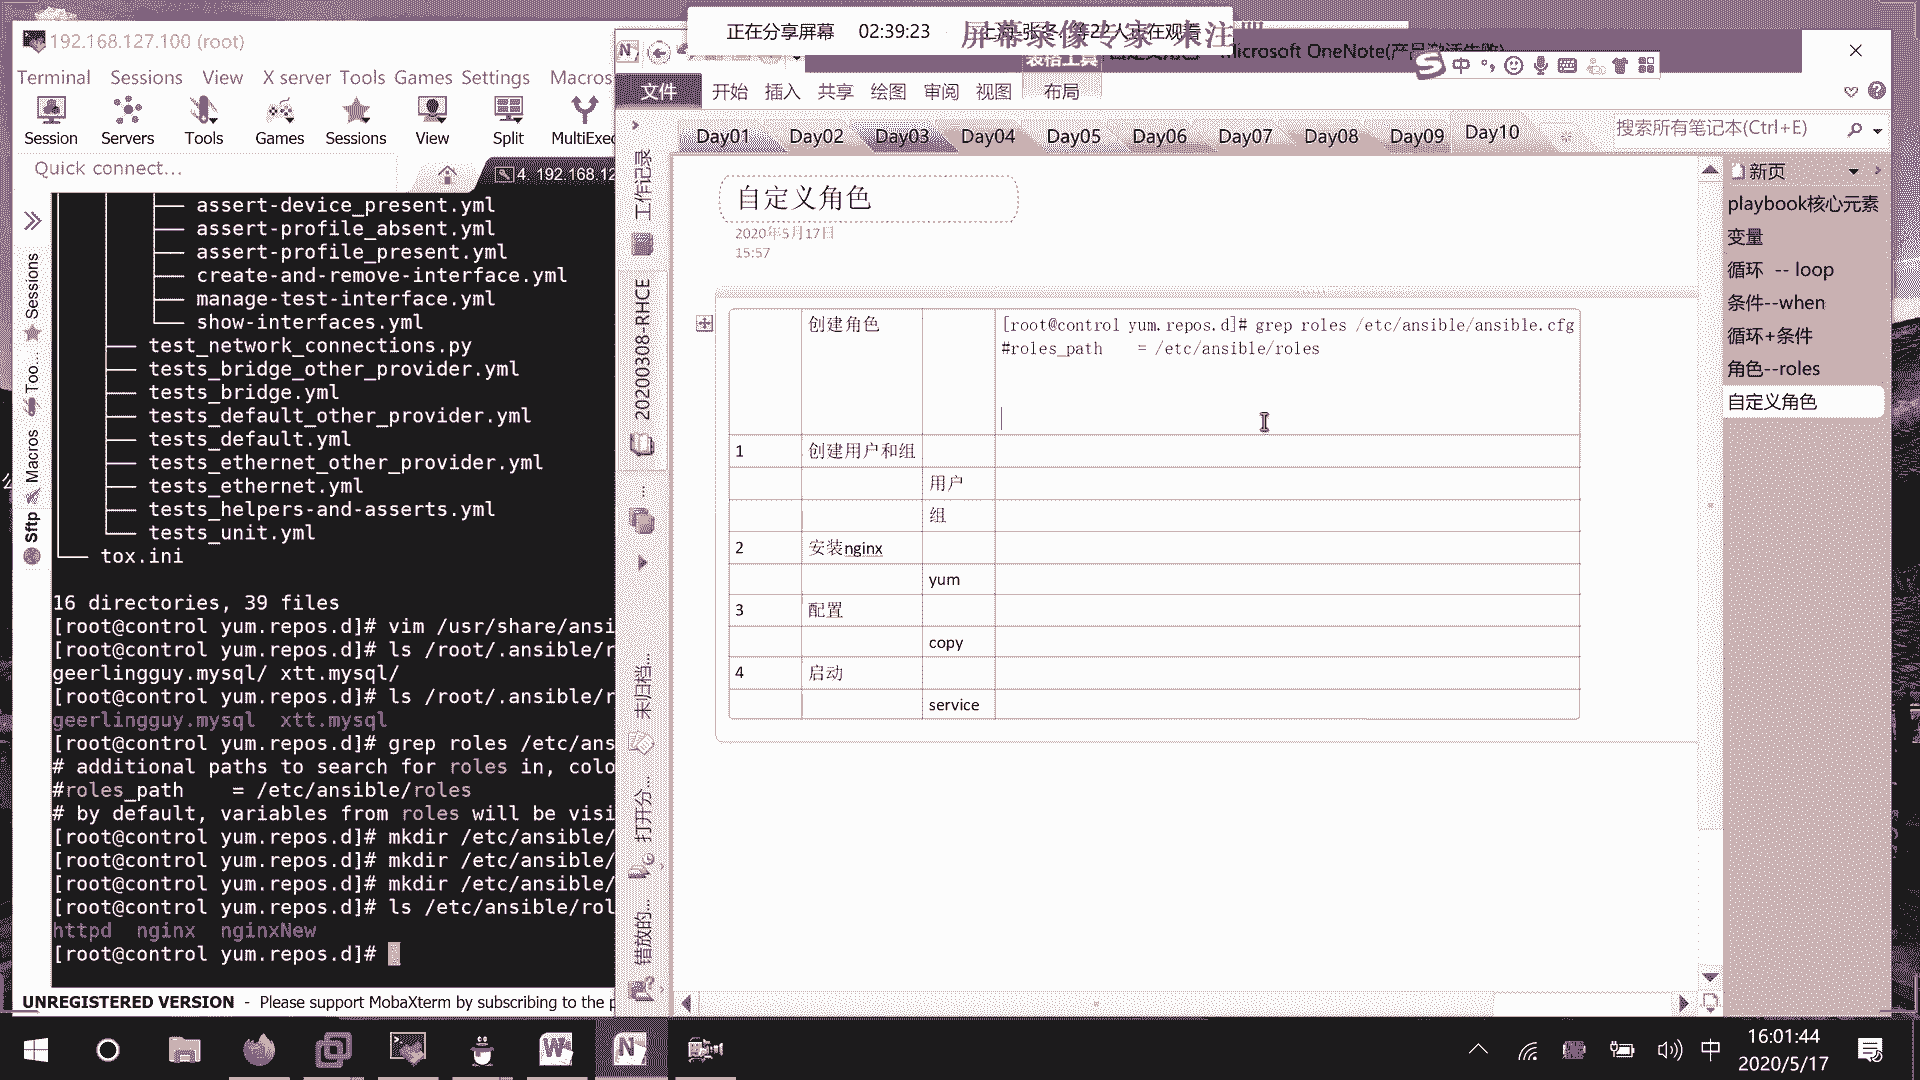 192.168.127.100 (root)
Terminal Sessions View X server Tools Games Settings Macros
Session Servers Tools Games Sessions View Split MultiExec
Quick connect...
4. 192.168.12
Sessions
Too...
Macros
Sftp
assert-device_present.yml
assert-profile_absent.yml
assert-profile_present.yml
create-and-remove-interface.yml
manage-test-interface.yml
show-interfaces.yml
test_network_connections.py
tests_bridge_other_provider.yml
tests_bridge.yml
tests_default_other_provider.yml
tests_default.yml
tests_ethernet_other_provider.yml
tests_ethernet.yml
tests_helpers-and-asserts.yml
tests_unit.yml
tox.ini
16 directories, 39 files
[root@control yum.repos.d]# vim /usr/share/ansi
[root@control yum.repos.d]# ls /root/.ansible/r
geerlingguy.mysql/ xtt.mysql/
[root@control yum.repos.d]# ls /root/.ansible/r
geerlingguy.mysql xtt.mysql
[root@control yum.repos.d]# grep roles /etc/ans
# additional paths to search for roles in, colo
#roles_path = /etc/ansible/roles
# by default, variables from roles will be visi
[root@control yum.repos.d]# mkdir /etc/ansible/
[root@control yum.repos.d]# mkdir /etc/ansible/
[root@control yum.repos.d]# mkdir /etc/ansible/
[root@control yum.repos.d]# ls /etc/ansible/rol
httpd nginx nginxNew
[root@control yum.repos.d]#
UNREGISTERED VERSION - Please support MobaXterm by subscribing to the p
正在分享屏幕 02:39:23
屏幕录像专家 未注
等22人正在观看
Microsoft OneNote(产品激活失败)
表格工具
中
文件 开始 插入 共享 绘图 审阅 视图 布局
Day01 Day02 Day03 Day04 Day05 Day06 Day07 Day08 Day09 Day10
搜索所有笔记本(Ctrl+E)
工作记录
20200308-RHCE
未归档...
打开分...
错放的...
自定义角色
2020年5月17日
15:57
创建角色 [root@control yum.repos.d]# grep roles /etc/ansible/ansible.cfg
#roles_path = /etc/ansible/roles
1 创建用户和组
用户
组
2 安装nginx
yum
3 配置
copy
4 启动
service
新页
playbook核心元素
变量
循环 -- loop
条件--when
循环+条件
角色--roles
自定义角色
中
16:01:44
2020/5/17